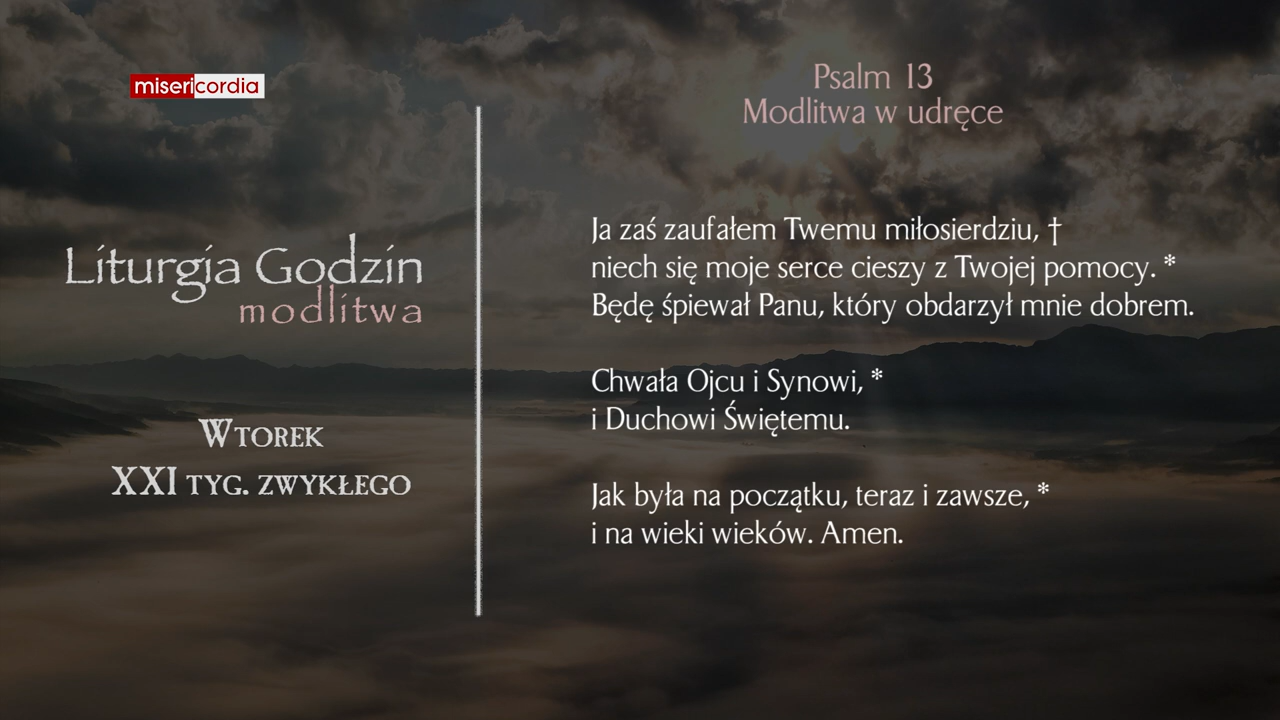 misericordia
Liturgia Godzin
modlitwa
Wtorek
XXI tyg. zwykłego
Psalm 13
Modlitwa w udręce
Ja zaś zaufałem Twemu miłosierdziu, †
niech się moje serce cieszy z Twojej pomocy. *
Będę śpiewał Panu, który obdarzył mnie dobrem.
Chwała Ojcu i Synowi, *
i Duchowi Świętemu.
Jak była na początku, teraz i zawsze, *
i na wieki wieków. Amen.